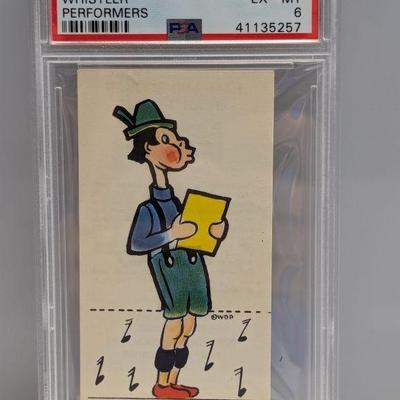 WHISTLER EX - MT
PERFORMERS 6
PSA 41135257
©WDP